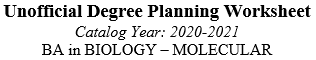 Unofficial Degree Planning Worksheet
Catalog Year: 2020-2021
BA in BIOLOGY – MOLECULAR